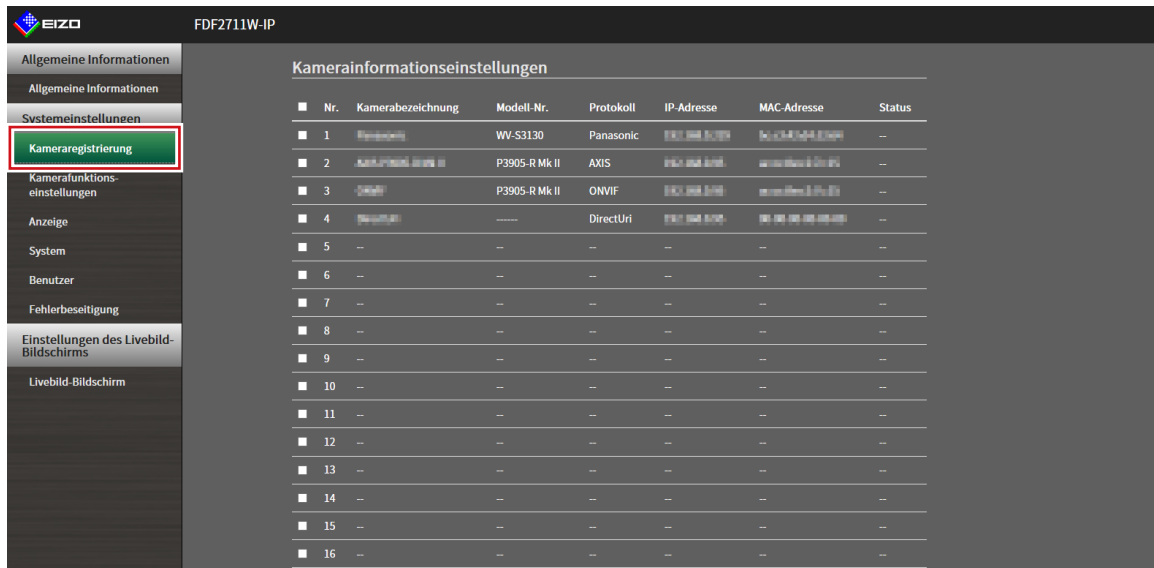 EIZO
FDF2711W-IP
Allgemeine Informationen
Allgemeine Informationen
Systemeinstellungen
Kameraregistrierung
Kamerafunktions-
einstellungen
Anzeige
System
Benutzer
Fehlerbeseitigung
Einstellungen des Livebild-
Bildschirms
Livebild-Bildschirm
Kamerainformationseinstellungen
Nr. Kamerabezeichnung Modell-Nr. Protokoll IP-Adresse MAC-Adresse Status
1 WV-S3130 Panasonic --
2 P3905-R Mk II AXIS --
3 P3905-R Mk II ONVIF --
4 ------ DirectUri --
5 -- -- -- -- -- --
6 -- -- -- -- -- --
7 -- -- -- -- -- --
8 -- -- -- -- -- --
9 -- -- -- -- -- --
10 -- -- -- -- -- --
11 -- -- -- -- -- --
12 -- -- -- -- -- --
13 -- -- -- -- -- --
14 -- -- -- -- -- --
15 -- -- -- -- -- --
16 -- -- -- -- -- --